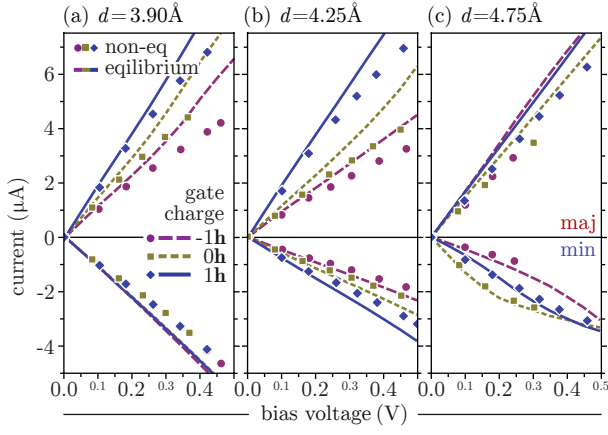 (a) d=3.90Å (b) d=4.25Å (c) d=4.75Å
non-eq
eqilibrium
6
4
2
0
-2
-4
current (μA)
gate
charge
-1h
0h
1h
maj
min
0.0 0.1 0.2 0.3 0.4 0.0 0.1 0.2 0.3 0.4 0.0 0.1 0.2 0.3 0.4 0.5
bias voltage (V)